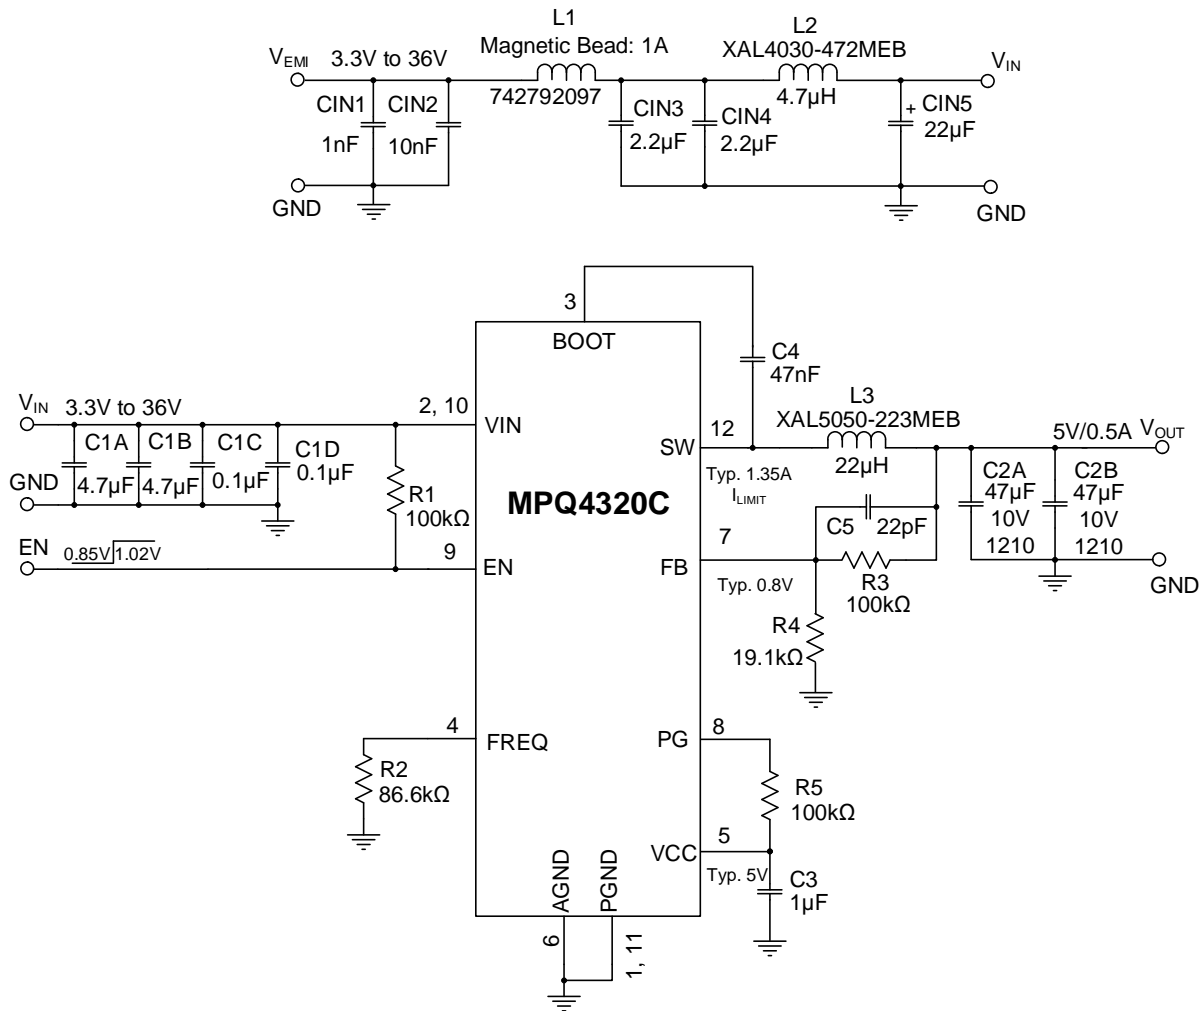 L1
Magnetic Bead: 1A
742792097
L2
XAL4030-472MEB
4.7µH
VEMI
3.3V to 36V
VIN
CIN1
1nF
CIN2
10nF
CIN3
2.2µF
CIN4
2.2µF
+
CIN5
22µF
GND
GND
3
BOOT
C4
47nF
VIN
3.3V to 36V
2, 10
VIN
C1A
4.7µF
C1B
4.7µF
C1C
0.1µF
C1D
0.1µF
GND
R1
100kΩ
EN
0.85V
1.02V
9
EN
MPQ4320C
SW
12
Typ. 1.35A
ILIMIT
L3
XAL5050-223MEB
22µH
5V/0.5A
VOUT
C2A
47µF
10V
1210
C2B
47µF
10V
1210
GND
C5
22pF
7
FB
Typ. 0.8V
R3
100kΩ
R4
19.1kΩ
4
FREQ
R2
86.6kΩ
PG
8
R5
100kΩ
VCC
5
Typ. 5V
C3
1µF
AGND
PGND
6
1, 11